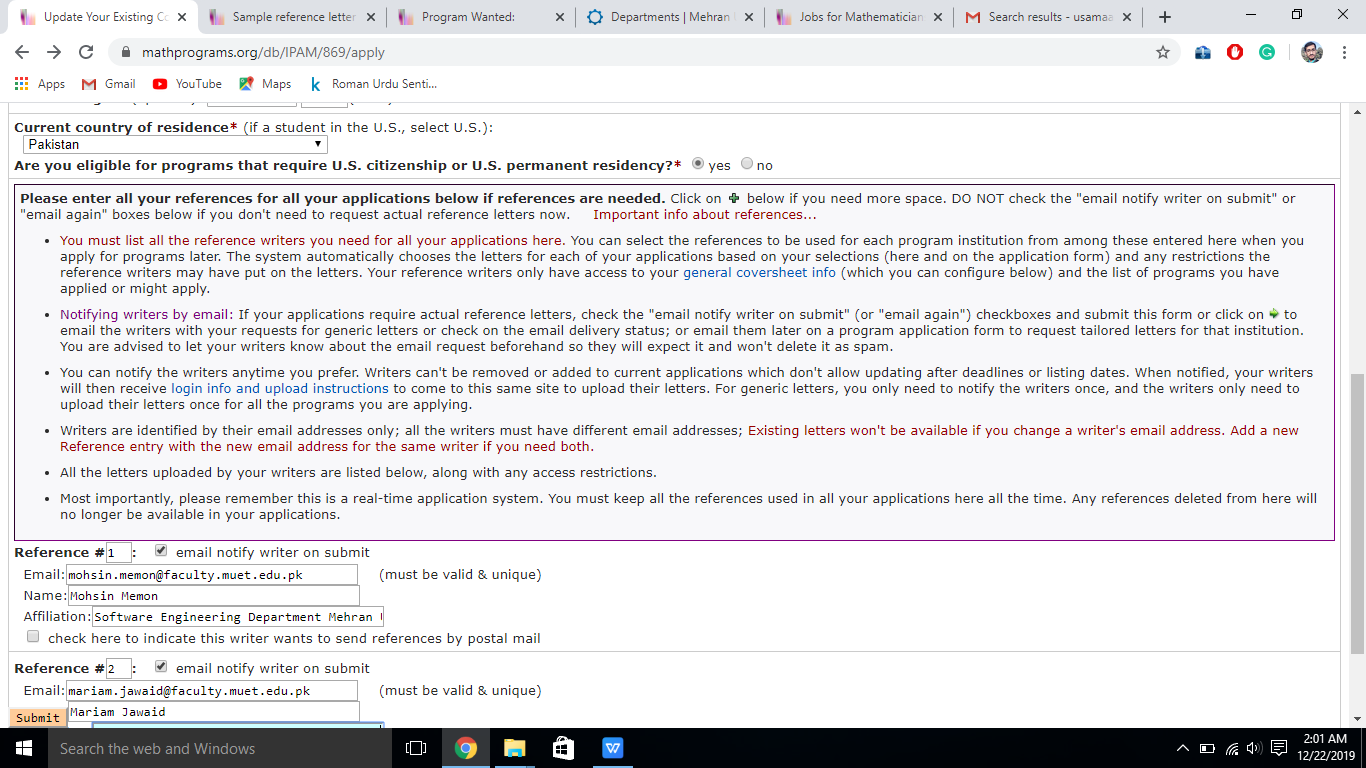 Update Your Existing Co
Sample reference letter
Program Wanted:
Departments | Mehran
Jobs for Mathematician
Search results - usamaa
mathprograms.org/db/IPAM/869/apply
Apps
Gmail
YouTube
Maps
Roman Urdu Senti...
Current country of residence* (if a student in the U.S., select U.S.):
Pakistan
Are you eligible for programs that require U.S. citizenship or U.S. permanent residency?* yes no
Please enter all your references for all your applications below if references are needed. Click on below if you need more space. DO NOT check the "email notify writer on submit" or
"email again" boxes below if you don't need to request actual reference letters now. Important info about references...
• You must list all the reference writers you need for all your applications here. You can select the references to be used for each program institution from among these entered here when you
apply for programs later. The system automatically chooses the letters for each of your applications based on your selections (here and on the application form) and any restrictions the
reference writers may have put on the letters. Your reference writers only have access to your general coversheet info (which you can configure below) and the list of programs you have
applied or might apply.
• Notifying writers by email: If your applications require actual reference letters, check the "email notify writer on submit" (or "email again") checkboxes and submit this form or click on to
email the writers with your requests for generic letters or check on the email delivery status; or email them later on a program application form to request tailored letters for that institution.
You are advised to let your writers know about the email request beforehand so they will expect it and won't delete it as spam.
• You can notify the writers anytime you prefer. Writers can't be removed or added to current applications which don't allow updating after deadlines or listing dates. When notified, your writers
will then receive login info and upload instructions to come to this same site to upload their letters. For generic letters, you only need to notify the writers once, and the writers only need to
upload their letters once for all the programs you are applying.
• Writers are identified by their email addresses only; all the writers must have different email addresses; Existing letters won't be available if you change a writer's email address. Add a new
Reference entry with the new email address for the same writer if you need both.
• All the letters uploaded by your writers are listed below, along with any access restrictions.
• Most importantly, please remember this is a real-time application system. You must keep all the references used in all your applications here all the time. Any references deleted from here will
no longer be available in your applications.
Reference #1: email notify writer on submit
Email: mohsin.memon@faculty.muet.edu.pk (must be valid & unique)
Name: Mohsin Memon
Affiliation: Software Engineering Department Mehran
check here to indicate this writer wants to send references by postal mail
Reference #2: email notify writer on submit
Email: mariam.jawaid@faculty.muet.edu.pk (must be valid & unique)
Mariam Jawaid
Submit
Search the web and Windows
2:01 AM
12/22/2019